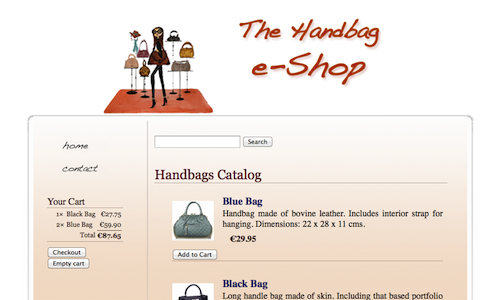 The Handbag
e-Shop
home
contact
Search
Your Cart
1× Black Bag €27.75
2× Blue Bag €59.90
Total €87.65
Checkout
Empty cart
Handbags Catalog
Blue Bag
Handbag made of bovine leather. Includes interior strap for
hanging. Dimensions: 22 x 28 x 11 cms.
€29.95
Add to Cart
Black Bag
Long handle bag made of skin. Including that based portfolio